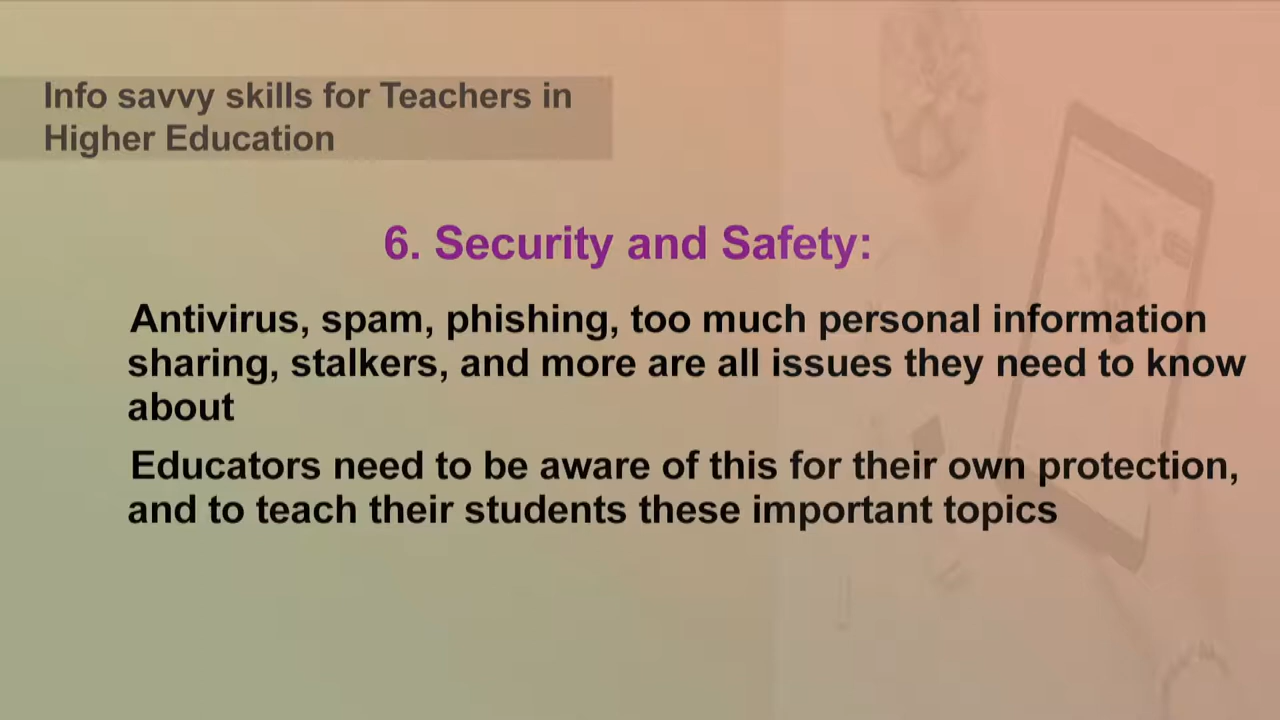 Info savvy skills for Teachers in
Higher Education
6. Security and Safety:
Antivirus, spam, phishing, too much personal information
sharing, stalkers, and more are all issues they need to know
about
Educators need to be aware of this for their own protection,
and to teach their students these important topics